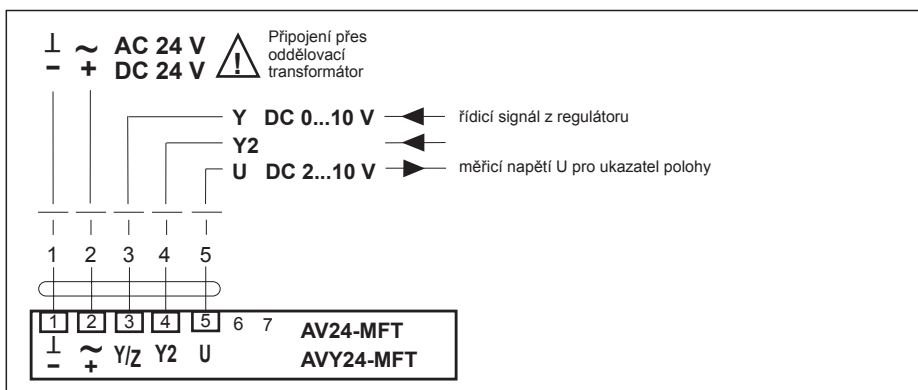 ⊥ ~ AC 24 V
– + DC 24 V
!
Připojení přes
oddělovací
transformátor
Y DC 0...10 V
řídicí signál z regulátoru
Y2
U DC 2...10 V
měřicí napětí U pro ukazatel polohy
1 2 3 4 5
1 2 3 4 5 6 7
⊥ ~ Y/Z Y2 U
– +
AV24-MFT
AVY24-MFT